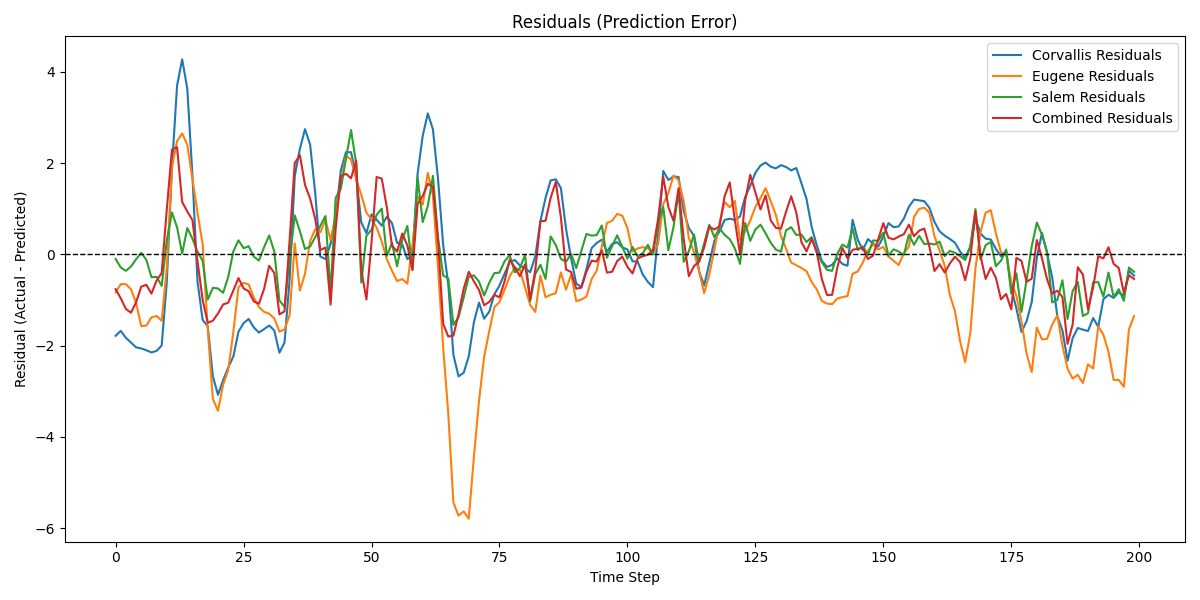 Residuals (Prediction Error)
Corvallis Residuals
Eugene Residuals
Salem Residuals
Combined Residuals
Residual (Actual - Predicted)
4
2
0
−2
−4
−6
0 25 50 75 100 125 150 175 200
Time Step